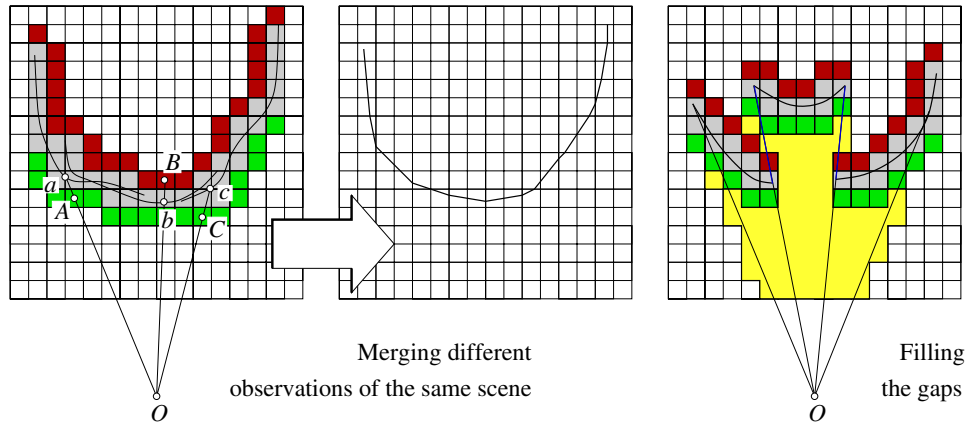 B
a
c
A
b
C
Merging different
observations of the same scene
O
Filling
the gaps
O